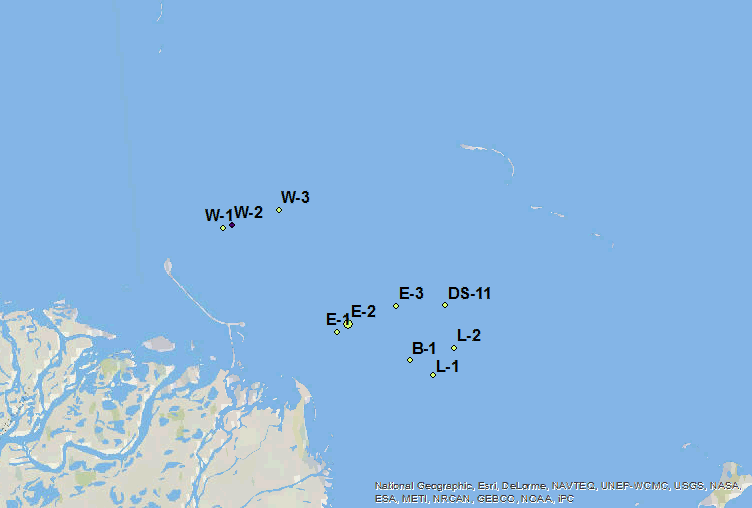 W-3
W-1 W-2
E-3 DS-11
E-1 E-2
L-2
B-1
L-1
National Geographic, Esri, DeLorme, NAVTEQ, UNEP-WCMC, USGS, NASA,
ESA, METI, NRCAN, GEBCO, NOAA, iPC